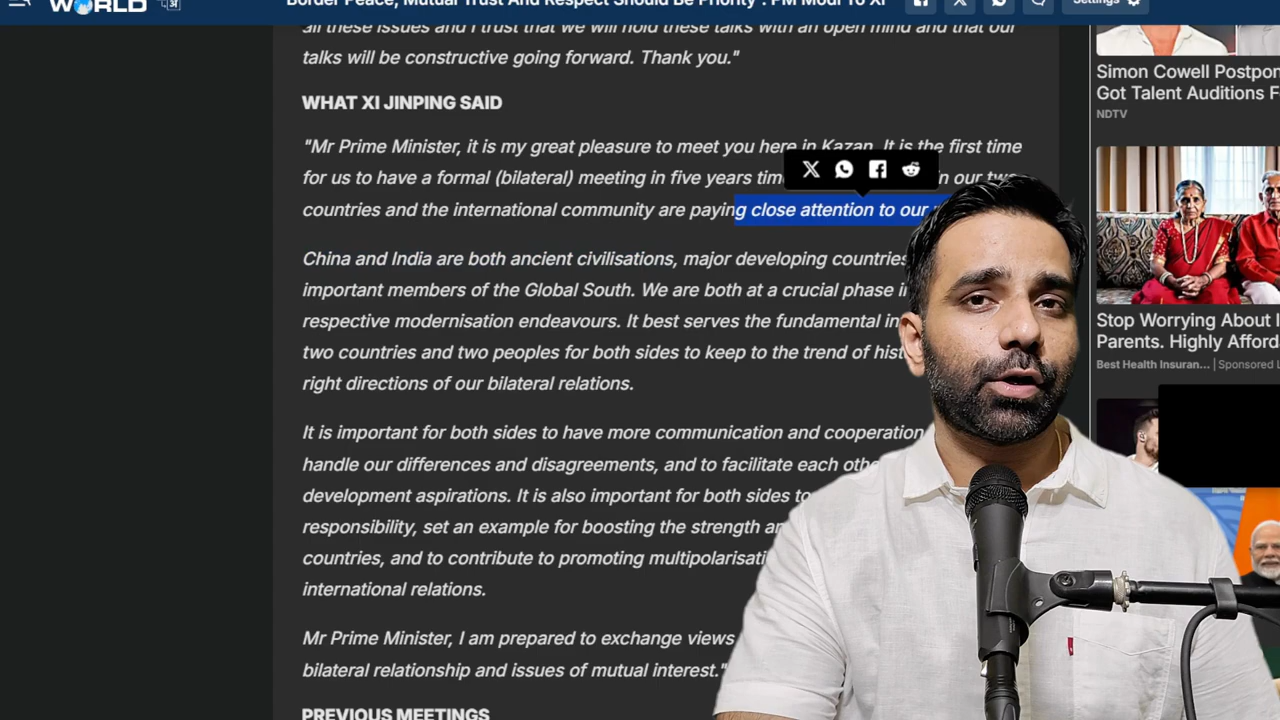 WORLD
Border Peace, Mutual Trust And Respect Should Be Priority": PM Modi To Xi
Settings
all these issues and I trust that we will hold these talks with an open mind and that our
talks will be constructive going forward. Thank you."
WHAT XI JINPING SAID
"Mr Prime Minister, it is my great pleasure to meet you here in Kazan. It is the first time
for us to have a formal (bilateral) meeting in five years in our two
countries and the international community are paying close attention to our
China and India are both ancient civilisations, major developing countries
important members of the Global South. We are both at a crucial phase
respective modernisation endeavours. It best serves the fundamental
two countries and two peoples for both sides to keep to the trend of
right directions of our bilateral relations.
It is important for both sides to have more communication and cooperation
handle our differences and disagreements, and to facilitate each
development aspirations. It is also important for both sides to
responsibility, set an example for boosting the strength
countries, and to contribute to promoting
international relations.
Mr Prime Minister, I am prepared to exchange views
bilateral relationship and issues of mutual interest."
PREVIOUS MEETINGS
Simon Cowell
Got Talent Auditions
NDTV
Stop Worrying About
Parents. Highly
Best Health Insuran... | Sponsored